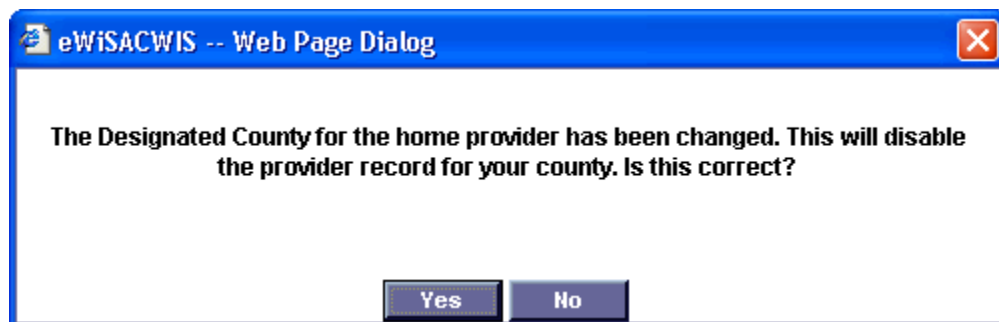 eWiSACWIS -- Web Page Dialog
The Designated County for the home provider has been changed. This will disable
the provider record for your county. Is this correct?
Yes No